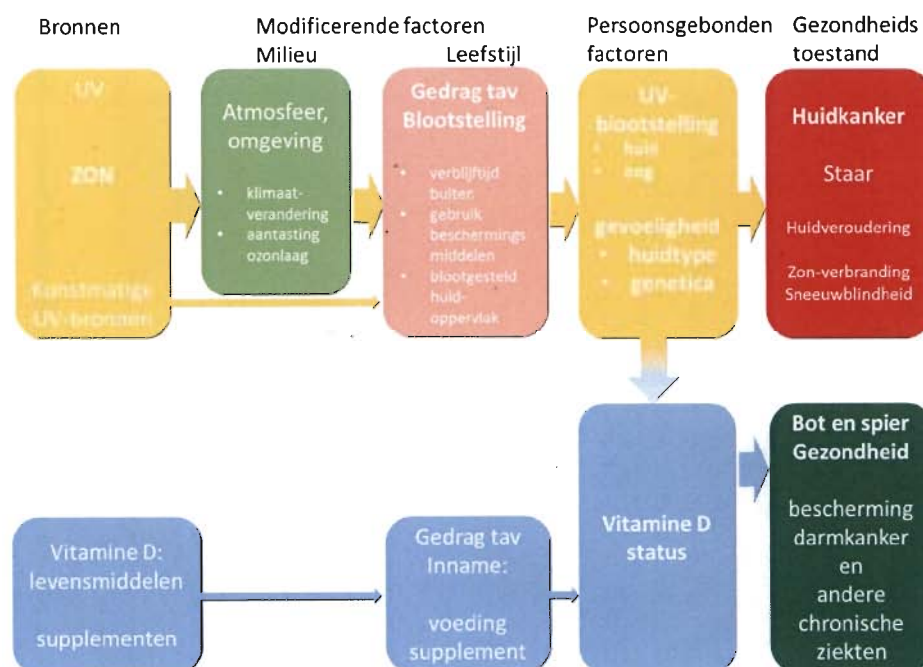 Bronnen
Modificerende factoren
Milieu
Leefstijl
Persoonsgebonden
factoren
Gezondheids
toestand
UV
ZON
Kunstmatige
UV-bronnen
Atmosfeer,
omgeving
• klimaat-
verandering
• aantasting
ozonlaag
Gedrag tav
Blootstelling
• verblijftijd
buiten
• gebruik
beschermings
middelen
• blootgesteld
huid-
oppervlak
UV-
blootstelling
• huid
• oog
gevoeligheid
• huidtype
• genetica
Huidkanker
Staar
Huidveroudering
Zon-verbranding
Sneeuwblindheid
Vitamine D:
levensmiddelen
supplementen
Gedrag tav
Inname:
voeding
supplement
Vitamine D
status
Bot en spier
Gezondheid
bescherming
darmkanker
en
andere
chronische
ziekten